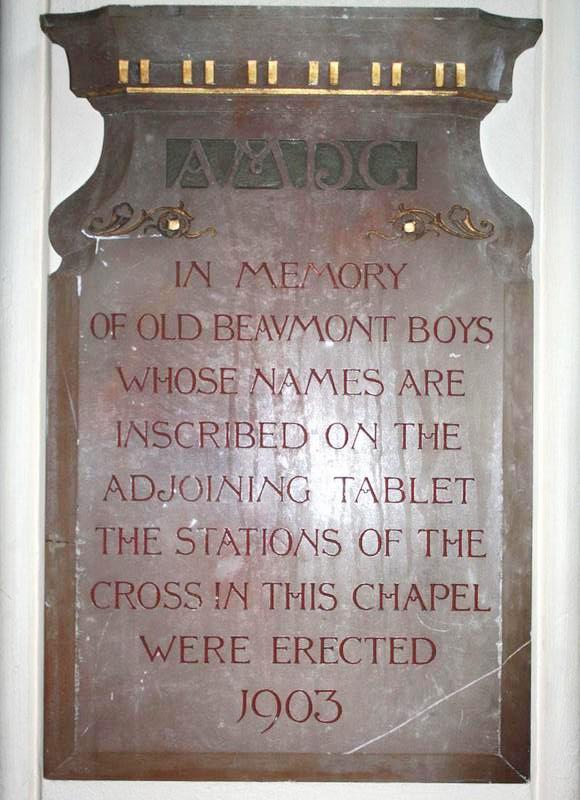 AMDG
IN MEMORY
OF OLD BEAVMONT BOYS
WHOSE NAMES ARE
INSCRIBED ON THE
ADJOINING TABLET
THE STATIONS OF THE
CROSS IN THIS CHAPEL
WERE ERECTED
1903